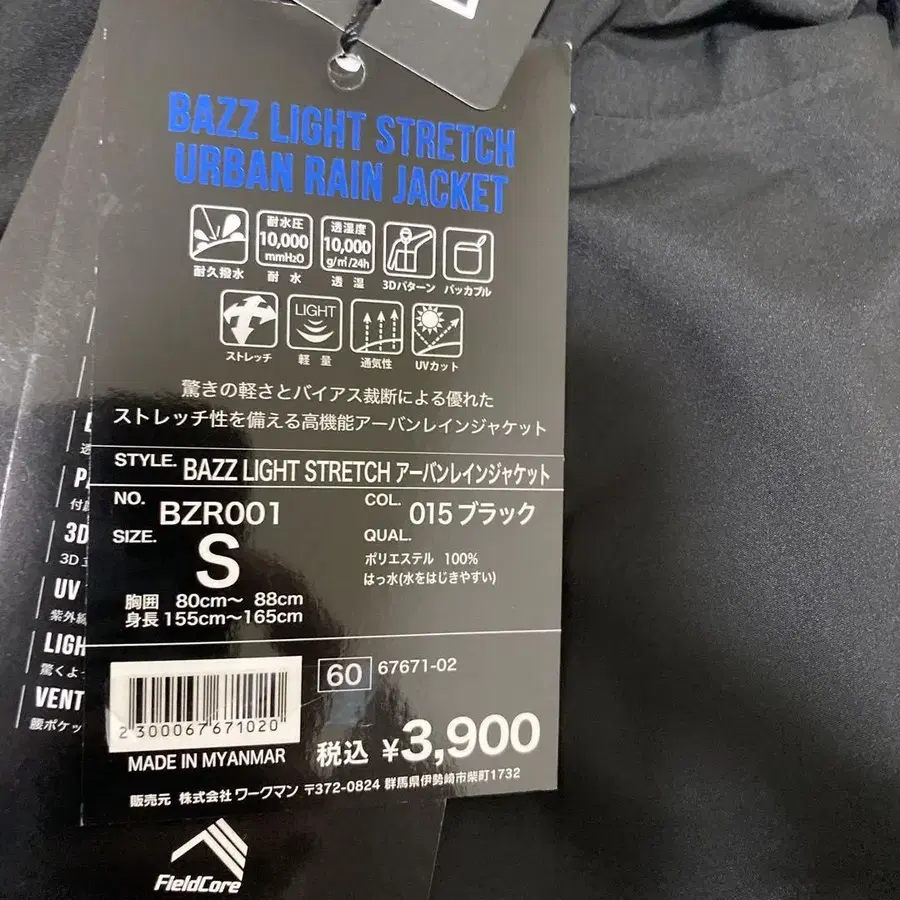 BAZZ LIGHT STRETCH
URBAN RAIN JACKET
耐水圧
10,000
mmH2O
透湿度
10,000
g/㎡/24h
耐久撥水
耐水
透湿
3Dパターン
パッカブル
LIGHT
ストレッチ
軽量
通気性
UVカット
驚きの軽さとバイアス裁断による優れた
ストレッチ性を備える高機能アーバンレインジャケット
STYLE. BAZZ LIGHT STRETCH アーバンレインジャケット
NO. BZR001
COL. 015 ブラック
SIZE. S
QUAL.
ポリエステル 100%
はっ水(水をはじきやすい)
胸囲 80cm〜 88cm
身長 155cm〜165cm
60 67671-02
2300067671020
MADE IN MYANMAR
税込 ¥3,900
販売元 株式会社 ワークマン 〒372-0824 群馬県伊勢崎市柴町1732
3D
UV
LIGH
VENT
腰ポケッ
FieldCore